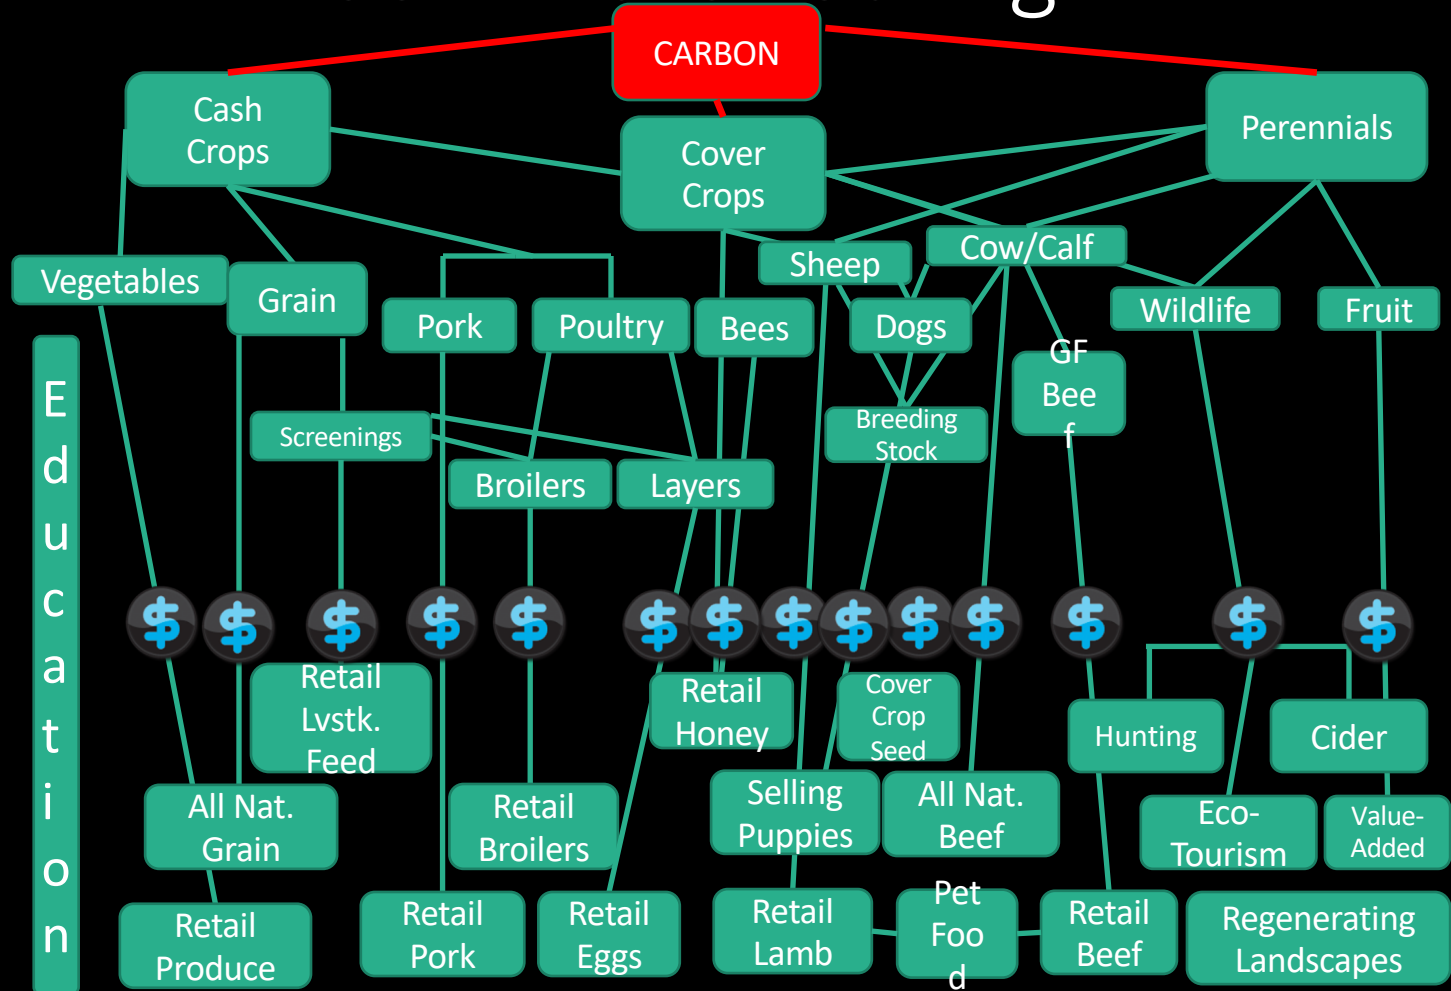 CARBON
Cash
Crops
Cover
Crops
Perennials
Vegetables
Grain
Pork
Poultry
Bees
Sheep
Cow/Calf
Dogs
Wildlife
Fruit
GF
Bee
f
Screenings
Breeding
Stock
Broilers
Layers
E
d
u
c
a
t
i
o
n
Retail
Lvstk.
Feed
Retail
Honey
Cover
Crop
Seed
Hunting
Cider
All Nat.
Grain
Retail
Broilers
Selling
Puppies
All Nat.
Beef
Eco-
Tourism
Value-
Added
Retail
Produce
Retail
Pork
Retail
Eggs
Retail
Lamb
Pet
Foo
d
Retail
Beef
Regenerating
Landscapes